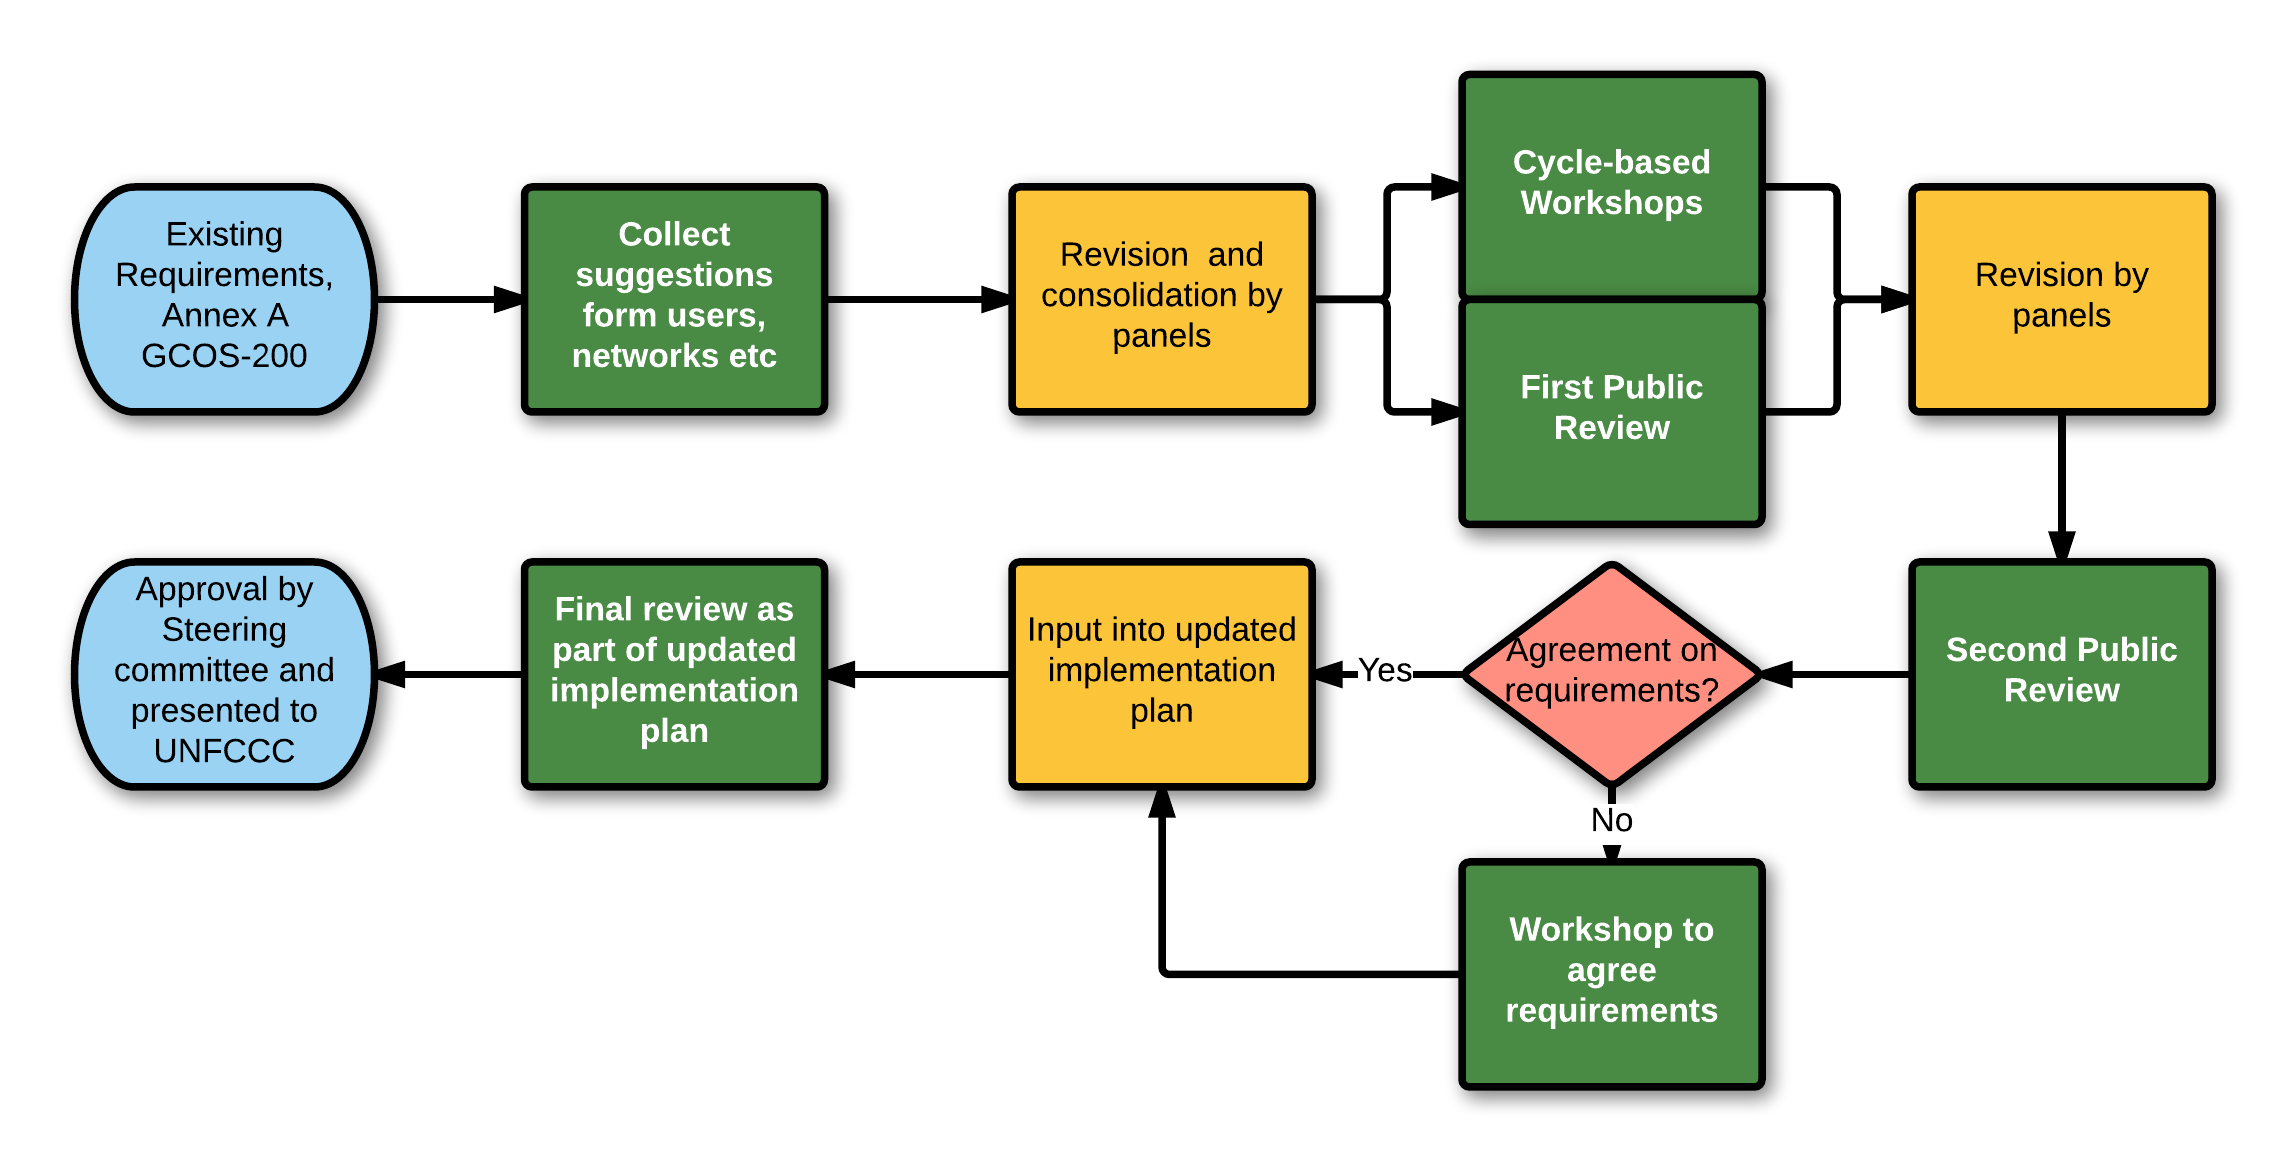 Existing
Requirements,
Annex A
GCOS-200
Collect
suggestions
form users,
networks etc
Revision  and
consolidation by
panels
Cycle-based
Workshops
First Public
Review
Revision by
panels
Second Public
Review
Agreement on
requirements?
Yes
No
Workshop to
agree
requirements
Input into updated
implementation
plan
Final review as
part of updated
implementation
plan
Approval by
Steering
committee and
presented to
UNFCCC